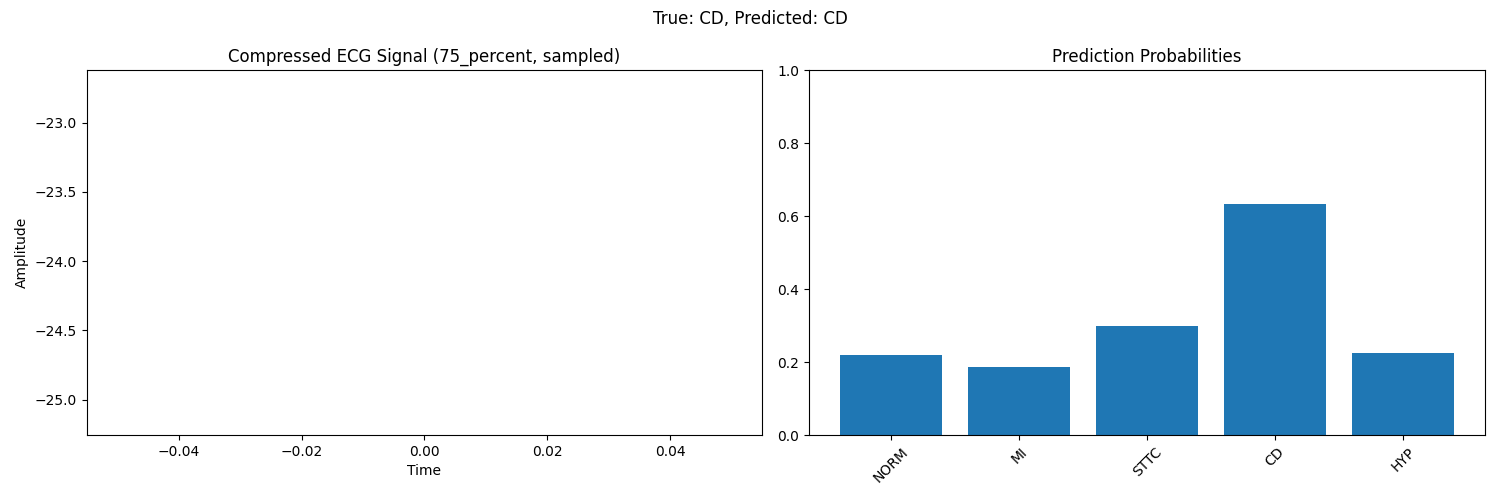 True: CD, Predicted: CD
Compressed ECG Signal (75_percent, sampled)
Amplitude
−23.0
−23.5
−24.0
−24.5
−25.0
−0.04
−0.02
0.00
0.02
0.04
Time
Prediction Probabilities
1.0
0.8
0.6
0.4
0.2
0.0
NORM
MI
STTC
CD
HYP